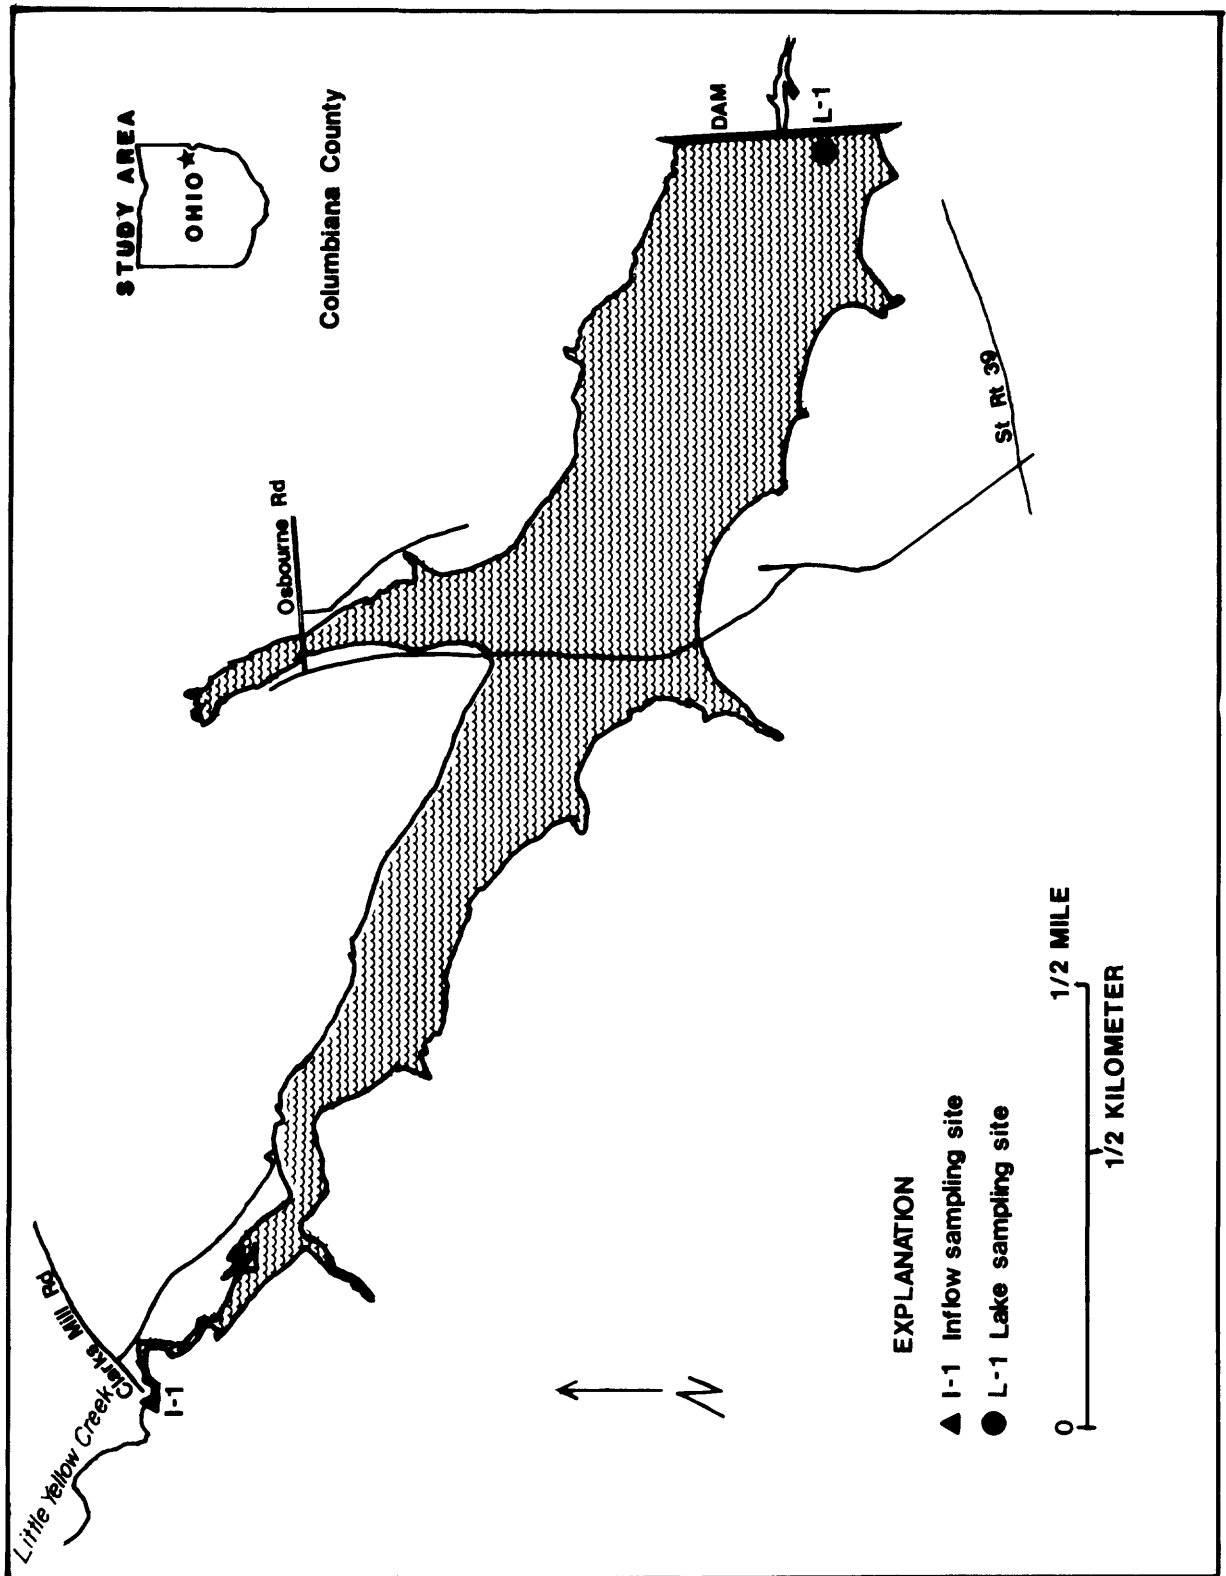 Little Yellow Creek
Clarks Mill Rd
I-1
Osbourne Rd
STUDY AREA
OHIO
Columbiana County
DAM
L-1
St Rt 39
N
EXPLANATION
I-1 Inflow sampling site
L-1 Lake sampling site
0
1/2 MILE
1/2 KILOMETER